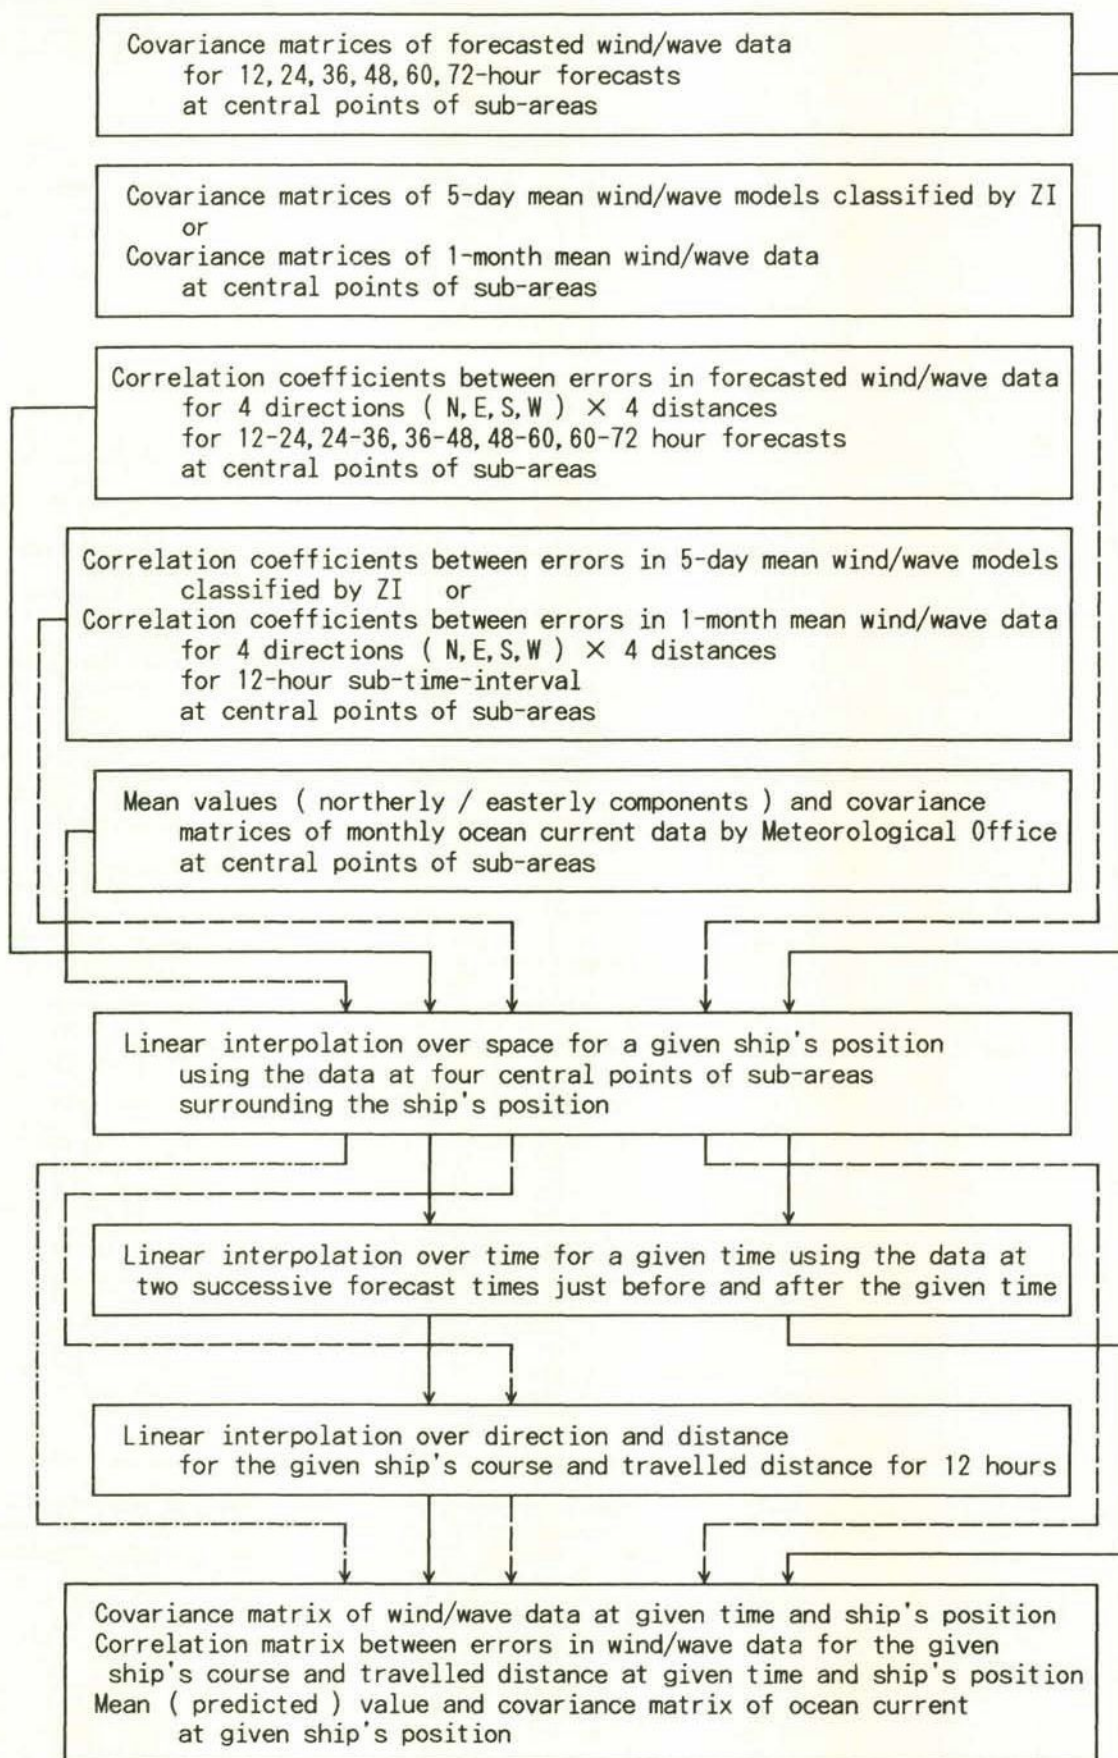 Covariance matrices of forecasted wind/wave data
for 12, 24, 36, 48, 60, 72-hour forecasts
at central points of sub-areas
Covariance matrices of 5-day mean wind/wave models classified by ZI
or
Covariance matrices of 1-month mean wind/wave data
at central points of sub-areas
Correlation coefficients between errors in forecasted wind/wave data
for 4 directions ( N, E, S, W ) × 4 distances
for 12-24, 24-36, 36-48, 48-60, 60-72 hour forecasts
at central points of sub-areas
Correlation coefficients between errors in 5-day mean wind/wave models
classified by ZI or
Correlation coefficients between errors in 1-month mean wind/wave data
for 4 directions ( N, E, S, W ) × 4 distances
for 12-hour sub-time-interval
at central points of sub-areas
Mean values ( northerly / easterly components ) and covariance
matrices of monthly ocean current data by Meteorological Office
at central points of sub-areas
Linear interpolation over space for a given ship's position
using the data at four central points of sub-areas
surrounding the ship's position
Linear interpolation over time for a given time using the data at
two successive forecast times just before and after the given time
Linear interpolation over direction and distance
for the given ship's course and travelled distance for 12 hours
Covariance matrix of wind/wave data at given time and ship's position
Correlation matrix between errors in wind/wave data for the given
ship's course and travelled distance at given time and ship's position
Mean ( predicted ) value and covariance matrix of ocean current
at given ship's position